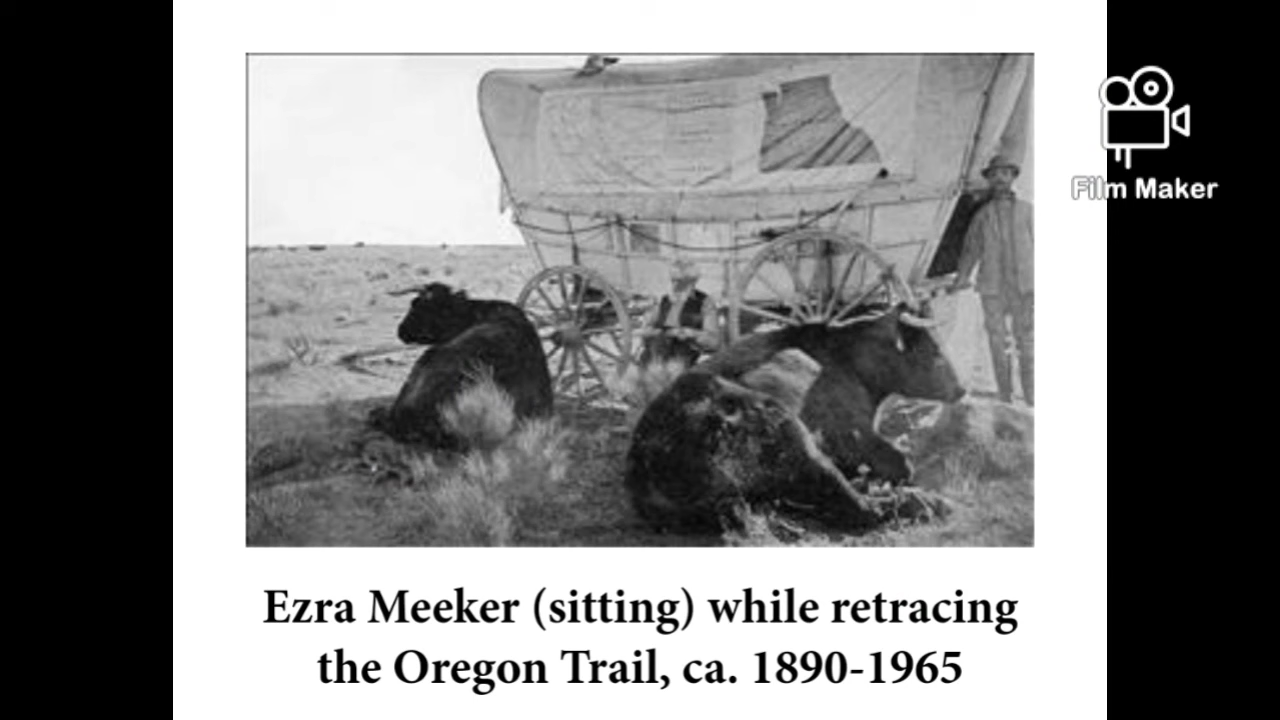 Film Maker
Ezra Meeker (sitting) while retracing
the Oregon Trail, ca. 1890-1965